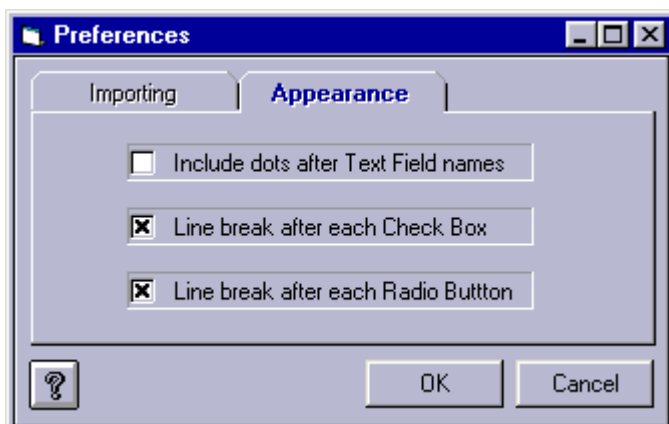 Preferences
Importing Appearance
Include dots after Text Field names
Line break after each Check Box
Line break after each Radio Buttton
? OK Cancel